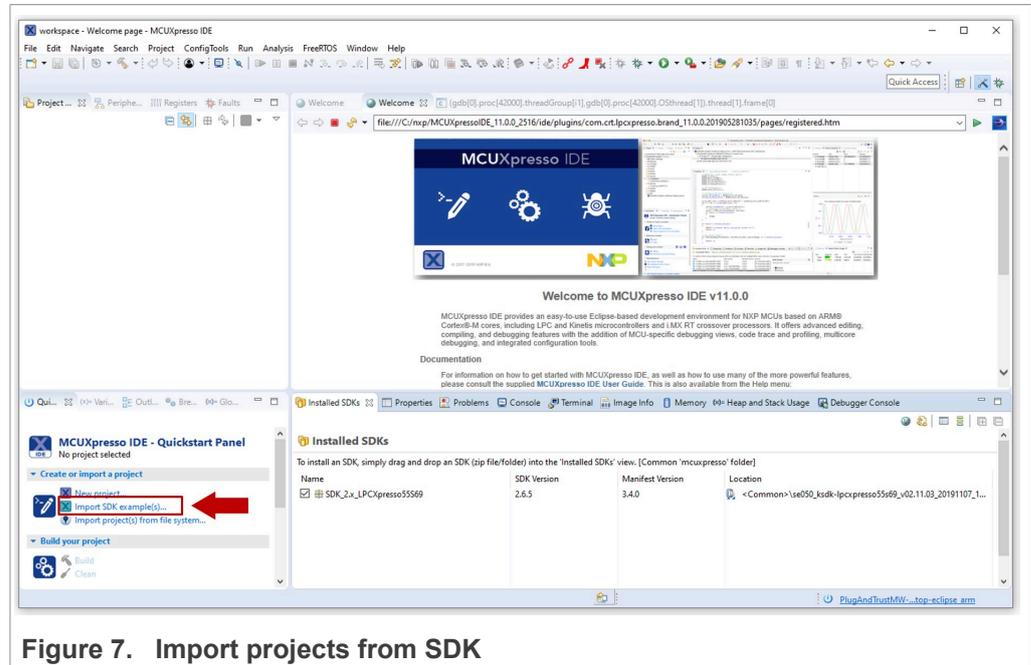 workspace - Welcome page - MCUXpresso IDE
File Edit Navigate Search Project ConfigTools Run Analysis FreeRTOS Window Help
Quick Access
Project ... Periphe... Registers Faults
Welcome Welcome (gdb[0].proc[42000].threadGroup[i1],gdb[0].proc[42000].OSthread[1]).thread[1].frame[0]
file:///C:/nxp/MCUXpressoIDE_11.0.0_2516/ide/plugins/com.crt.lpcxpresso.brand_11.0.0.201905281035/pages/registered.htm
MCUXpresso IDE
NXP
Welcome to MCUXpresso IDE v11.0.0
MCUXpresso IDE provides an easy-to-use Eclipse-based development environment for NXP MCUs based on ARM®
Cortex®-M cores, including LPC and Kinetis microcontrollers and i.MX RT crossover processors. It offers advanced editing,
compiling, and debugging features with the addition of MCU-specific debugging views, code trace and profiling, multicore
debugging, and integrated configuration tools.
Documentation
For information on how to get started with MCUXpresso IDE, as well as how to use many of the more powerful features,
please consult the supplied MCUXpresso IDE User Guide. This is also available from the Help menu:
Qui... Vari... Outl... Bre... Glo...
Installed SDKs Properties Problems Console Terminal Image Info Memory Heap and Stack Usage Debugger Console
MCUXpresso IDE - Quickstart Panel
IDE No project selected
Create or import a project
New project...
Import SDK example(s)...
Import project(s) from file system...
Build your project
Build
Clean
Installed SDKs
To install an SDK, simply drag and drop an SDK (zip file/folder) into the 'Installed SDKs' view. [Common 'mcuxpresso' folder]
Name SDK Version Manifest Version Location
SDK_2.x_LPCXpresso55S69 2.6.5 3.4.0 <Common>\se050_ksdk-lpcxpresso55s69_v02.11.03_20191107_1...
PlugAndTrustMW-...top-eclipse_arm
Figure 7. Import projects from SDK